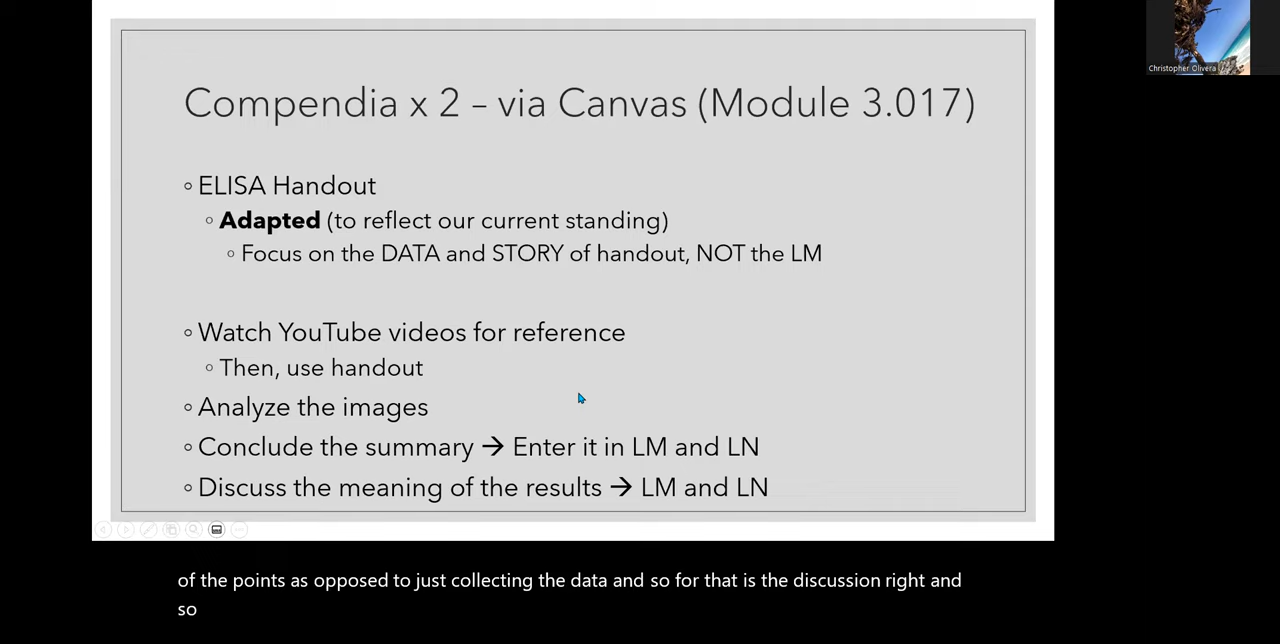 Christopher Olivera
Compendia x 2 – via Canvas (Module 3.017)
◦ ELISA Handout
◦ Adapted (to reflect our current standing)
◦ Focus on the DATA and STORY of handout, NOT the LM
◦ Watch YouTube videos for reference
◦ Then, use handout
◦ Analyze the images
◦ Conclude the summary → Enter it in LM and LN
◦ Discuss the meaning of the results → LM and LN
of the points as opposed to just collecting the data and so for that is the discussion right and
so